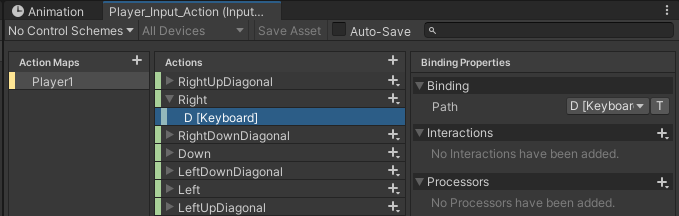 Animation
Player_Input_Action (Input...
No Control Schemes
All Devices
Save Asset
Auto-Save
Action Maps
Player1
Actions
RightUpDiagonal
Right
D [Keyboard]
RightDownDiagonal
Down
LeftDownDiagonal
Left
LeftUpDiagonal
Binding Properties
Binding
Path
D [Keyboar
T
Interactions
No Interactions have been added.
Processors
No Processors have been added.